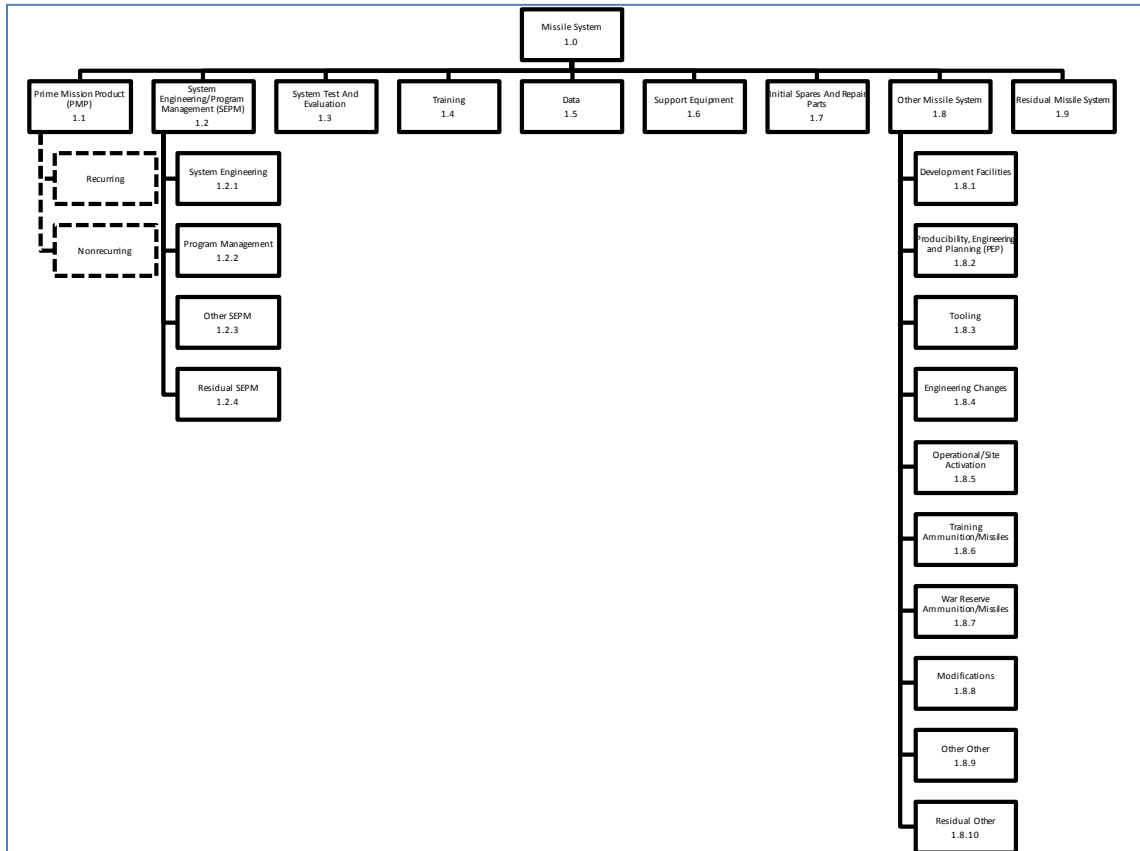 Missile System
1.0
Prime Mission Product
(PMP)
1.1
System
Engineering/Program
Management (SEPM)
1.2
System Test And
Evaluation
1.3
Training
1.4
Data
1.5
Support Equipment
1.6
Initial Spares And Repair
Parts
1.7
Other Missile System
1.8
Residual Missile System
1.9
Recurring
Nonrecurring
System Engineering
1.2.1
Program Management
1.2.2
Other SEPM
1.2.3
Residual SEPM
1.2.4
Development Facilities
1.8.1
Producibility, Engineering
and Planning (PEP)
1.8.2
Tooling
1.8.3
Engineering Changes
1.8.4
Operational/Site
Activation
1.8.5
Training
Ammunition/Missiles
1.8.6
War Reserve
Ammunition/Missiles
1.8.7
Modifications
1.8.8
Other Other
1.8.9
Residual Other
1.8.10